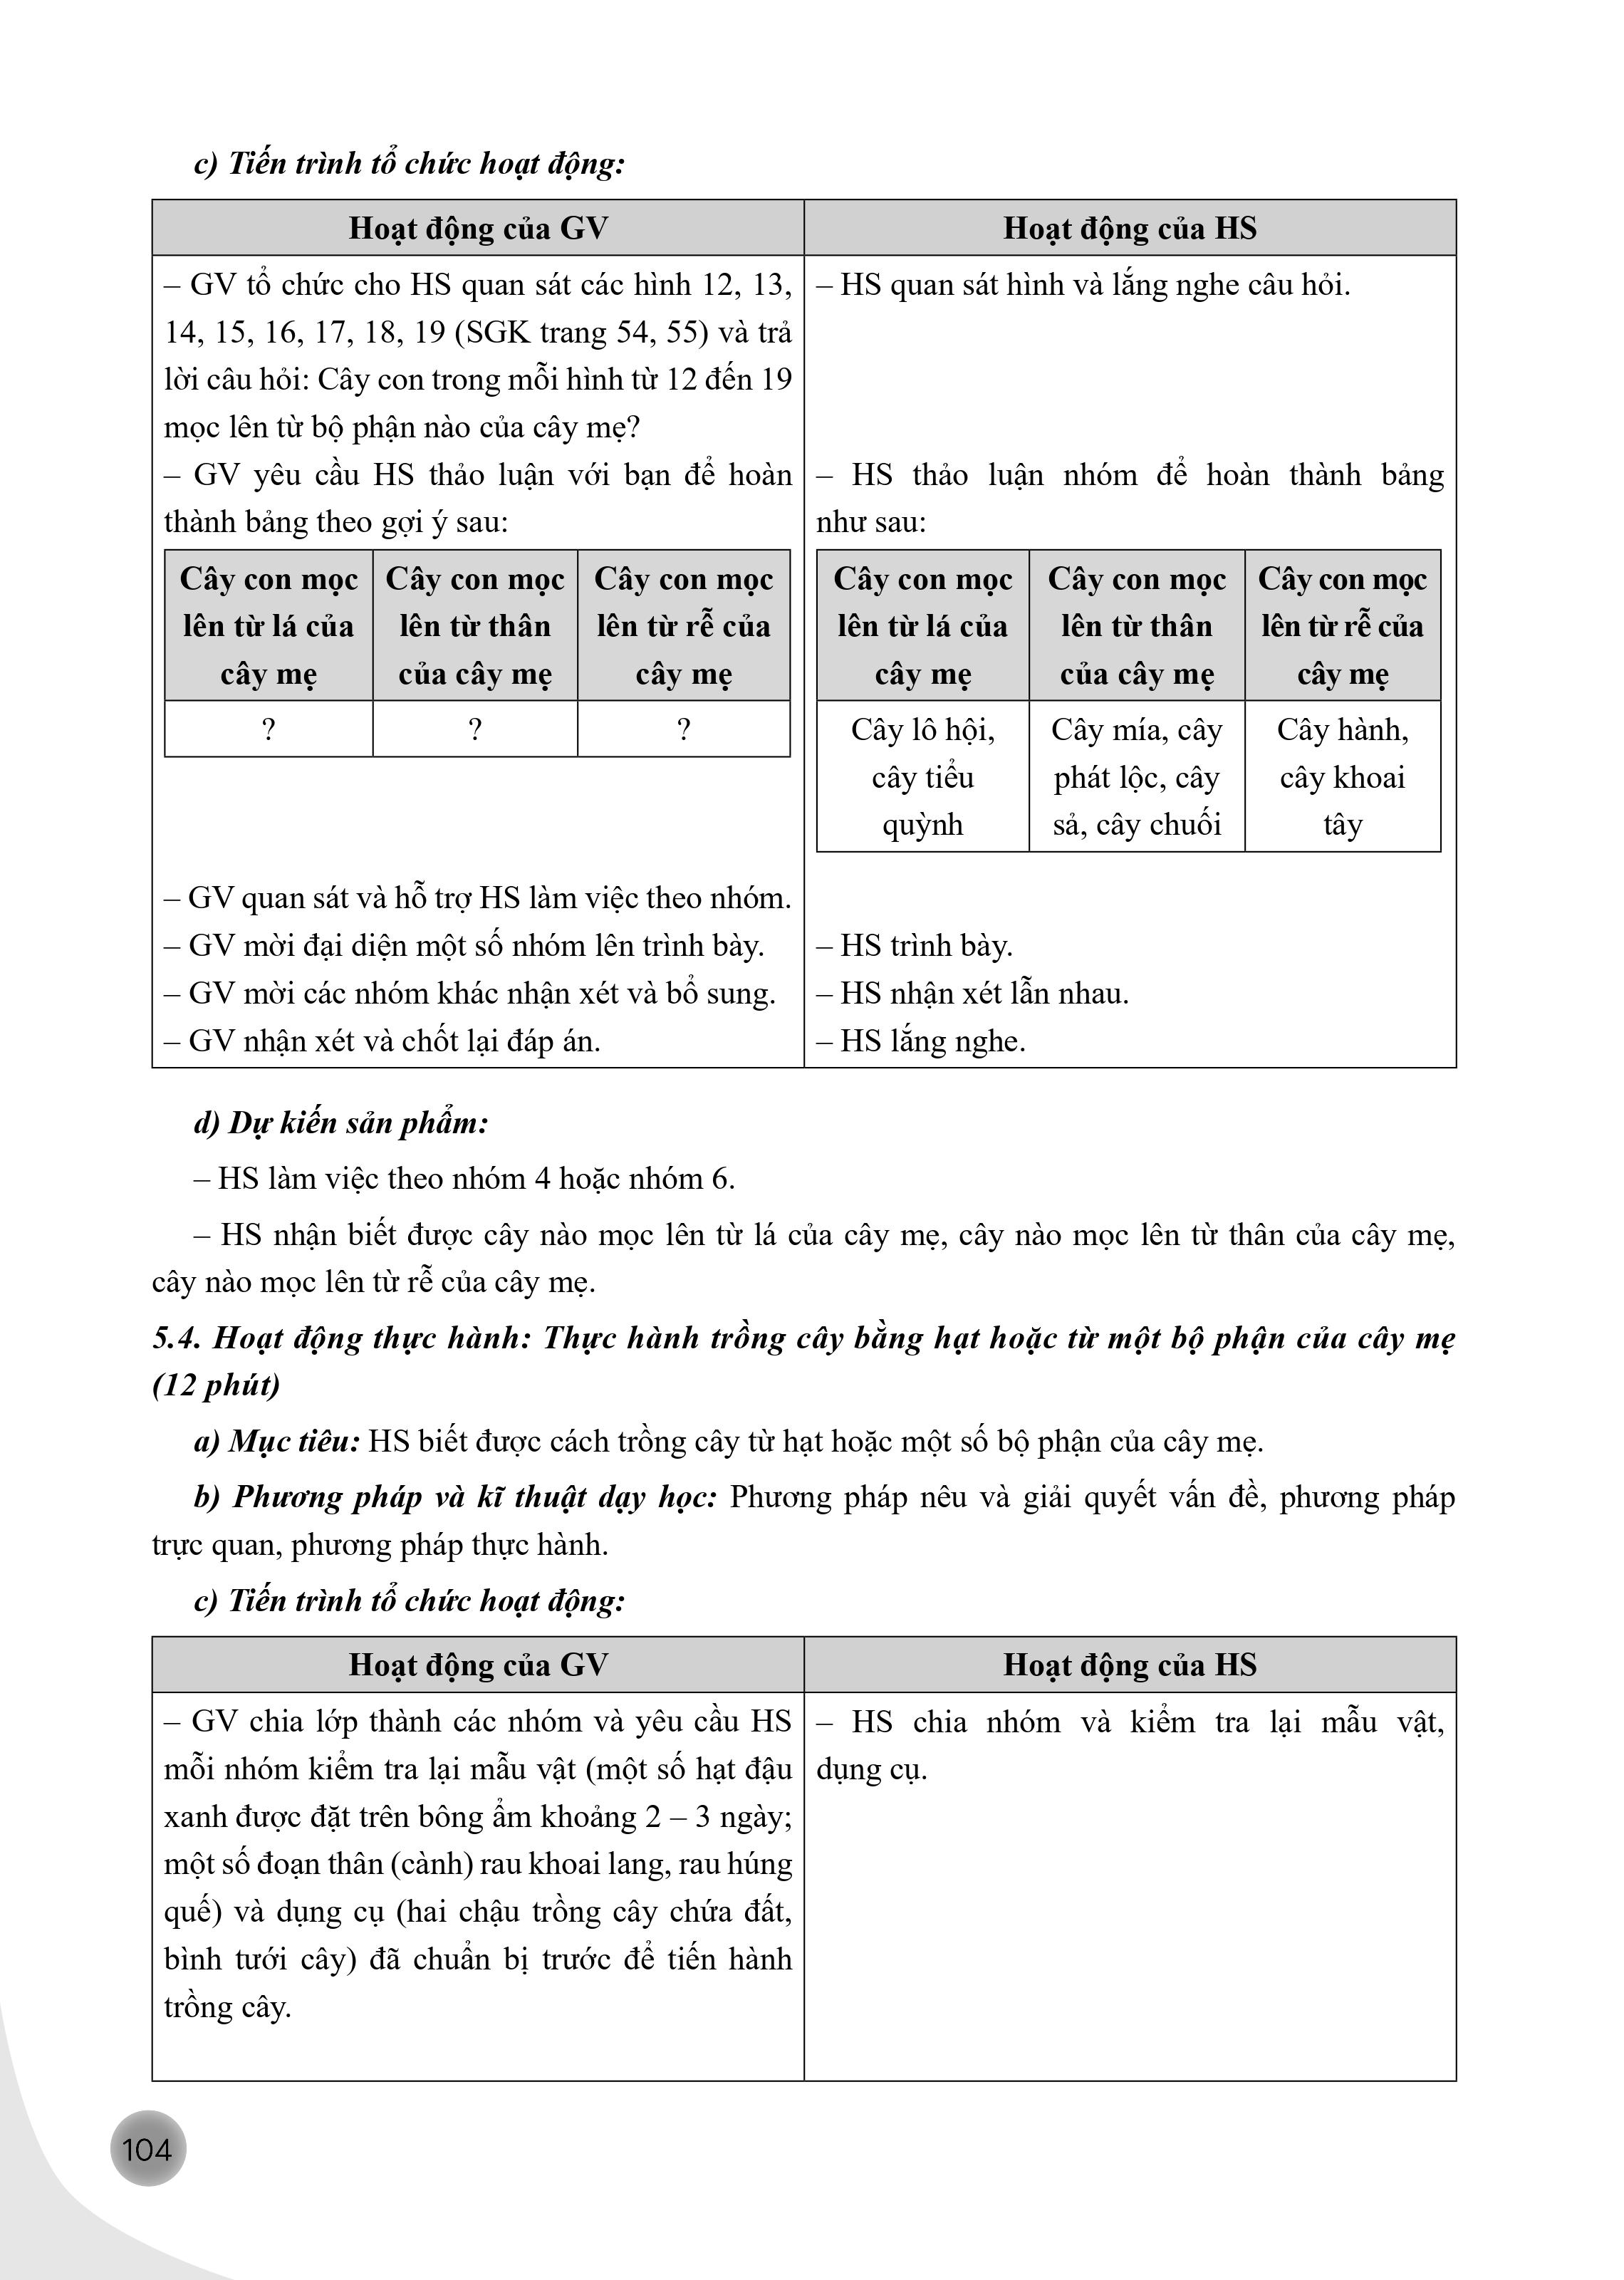 c) Tiến trình tổ chức hoạt động:
Hoạt động của GV
Hoạt động của HS
– GV tổ chức cho HS quan sát các hình 12, 13,
14, 15, 16, 17, 18, 19 (SGK trang 54, 55) và trả
lời câu hỏi: Cây con trong mỗi hình từ 12 đến 19
mọc lên từ bộ phận nào của cây mẹ?
– GV yêu cầu HS thảo luận với bạn để hoàn
thành bảng theo gợi ý sau:
Cây con mọc
lên từ lá của
cây mẹ
Cây con mọc
lên từ thân
của cây mẹ
Cây con mọc
lên từ rễ của
cây mẹ
?
?
?
– GV quan sát và hỗ trợ HS làm việc theo nhóm.
– GV mời đại diện một số nhóm lên trình bày.
– GV mời các nhóm khác nhận xét và bổ sung.
– GV nhận xét và chốt lại đáp án.
– HS quan sát hình và lắng nghe câu hỏi.
– HS thảo luận nhóm để hoàn thành bảng
như sau:
Cây con mọc
lên từ lá của
cây mẹ
Cây con mọc
lên từ thân
của cây mẹ
Cây con mọc
lên từ rễ của
cây mẹ
Cây lô hội,
cây tiểu
quỳnh
Cây mía, cây
phát lộc, cây
sả, cây chuối
Cây hành,
cây khoai
tây
– HS trình bày.
– HS nhận xét lẫn nhau.
– HS lắng nghe.
d) Dự kiến sản phẩm:
– HS làm việc theo nhóm 4 hoặc nhóm 6.
– HS nhận biết được cây nào mọc lên từ lá của cây mẹ, cây nào mọc lên từ thân của cây mẹ,
cây nào mọc lên từ rễ của cây mẹ.
5.4. Hoạt động thực hành: Thực hành trồng cây bằng hạt hoặc từ một bộ phận của cây mẹ
(12 phút)
a) Mục tiêu: HS biết được cách trồng cây từ hạt hoặc một số bộ phận của cây mẹ.
b) Phương pháp và kĩ thuật dạy học: Phương pháp nêu và giải quyết vấn đề, phương pháp
trực quan, phương pháp thực hành.
c) Tiến trình tổ chức hoạt động:
Hoạt động của GV
Hoạt động của HS
– GV chia lớp thành các nhóm và yêu cầu HS
mỗi nhóm kiểm tra lại mẫu vật (một số hạt đậu
xanh được đặt trên bông ẩm khoảng 2 – 3 ngày;
một số đoạn thân (cành) rau khoai lang, rau húng
quế) và dụng cụ (hai chậu trồng cây chứa đất,
bình tưới cây) đã chuẩn bị trước để tiến hành
trồng cây.
– HS chia nhóm và kiểm tra lại mẫu vật,
dụng cụ.
104